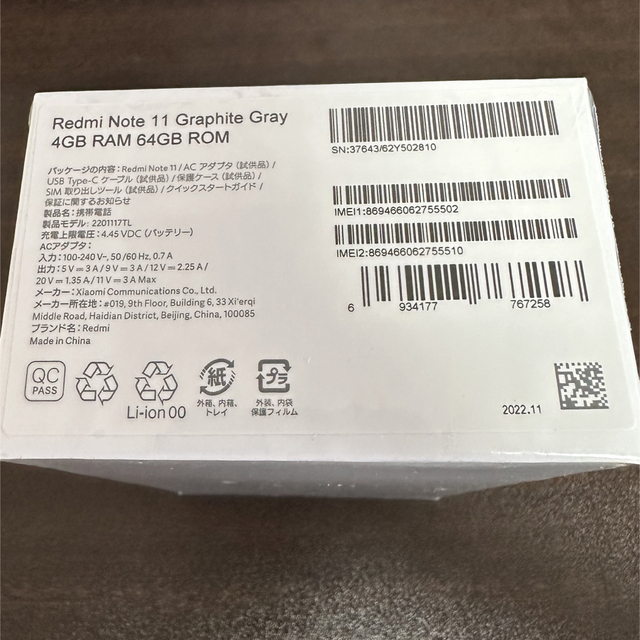 Redmi Note 11 Graphite Gray
4GB RAM 64GB ROM
パッケージの内容：Redmi Note 11 / AC アダプタ（試供品）/
USB Type-C ケーブル（試供品）/ 保護ケース（試供品）/
SIM 取り出しツール（試供品）/ クイックスタートガイド /
保証に関するお知らせ
製品名：携帯電話
製品モデル: 2201117TL
充電上限電圧：4.45 VDC（バッテリー）
ACアダプタ：
入力：100-240 V~, 50/60 Hz, 0.7 A
出力：5 V = 3 A / 9 V = 3 A / 12 V = 2.25 A /
20 V = 1.35 A / 11 V = 3 A Max
メーカー：Xiaomi Communications Co., Ltd.
メーカー所在地：#019, 9th Floor, Building 6, 33 Xi'erqi
Middle Road, Haidian District, Beijing, China, 100085
ブランド名：Redmi
Made in China
SN:37643/62Y502810
IMEI1:869466062755502
IMEI2:869466062755510
6 934177 767258
QC
PASS
Li-ion 00
紙
外箱、内箱、
トレイ
プラ
外装、内袋
保護フィルム
2022.11